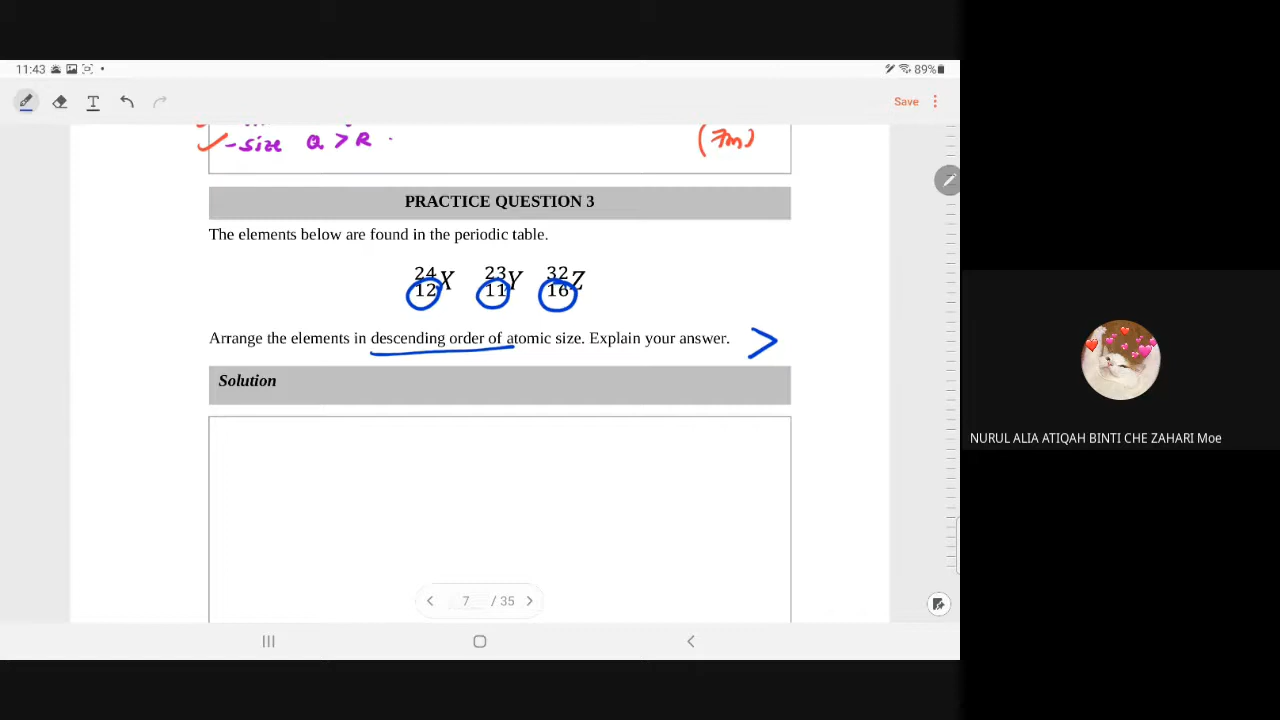 11:43 89%
T Save
-size Q > R (7m)
PRACTICE QUESTION 3
The elements below are found in the periodic table.
24 X 23 Y 32 Z
12 11 16
Arrange the elements in descending order of atomic size. Explain your answer. >
Solution
NURUL ALIA ATIQAH BINTI CHE ZAHARI Moe
7 / 35